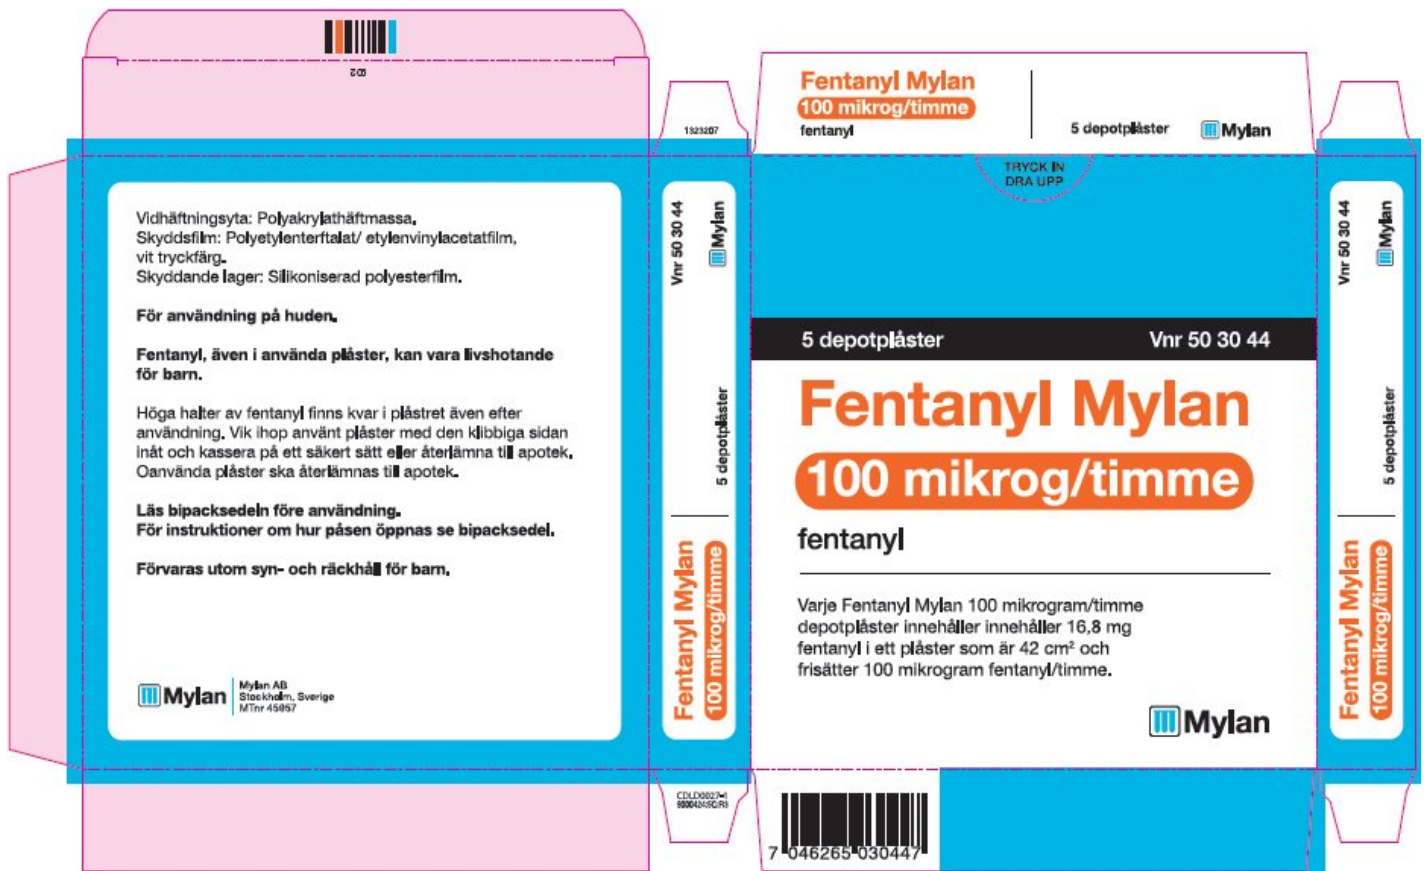 Fentanyl Mylan
100 mikrog/timme
fentanyl
5 depotplåster
Mylan
1323207
TRYCK IN
DRA UPP
Vidhäftningsyta: Polyakrylathäftmassa.
Skyddsfilm: Polyetylenterftalat/ etylenvinylacetatfilm,
vit tryckfärg.
Skyddande lager: Silikoniserad polyesterfilm.
För användning på huden.
Fentanyl, även i använda plåster, kan vara livshotande
för barn.
Höga halter av fentanyl finns kvar i plåstret även efter
användning. Vik ihop använt plåster med den klibbiga sidan
inåt och kassera på ett säkert sätt eller återlämna till apotek.
Oanvända plåster ska återlämnas till apotek.
Läs bipacksedeln före användning.
För instruktioner om hur påsen öppnas se bipacksedel.
Förvaras utom syn- och räckhåll för barn.
Mylan
Mylan AB
Stockholm, Sverige
MTnr 45957
Vnr 50 30 44
Mylan
5 depotplåster
Fentanyl Mylan
100 mikrog/timme
5 depotplåster
Vnr 50 30 44
Fentanyl Mylan
100 mikrog/timme
fentanyl
Varje Fentanyl Mylan 100 mikrogram/timme
depotplåster innehåller innehåller 16,8 mg
fentanyl i ett plåster som är 42 cm² och
frisätter 100 mikrogram fentanyl/timme.
Mylan
Vnr 50 30 44
Mylan
5 depotplåster
Fentanyl Mylan
100 mikrog/timme
7 046265 030447